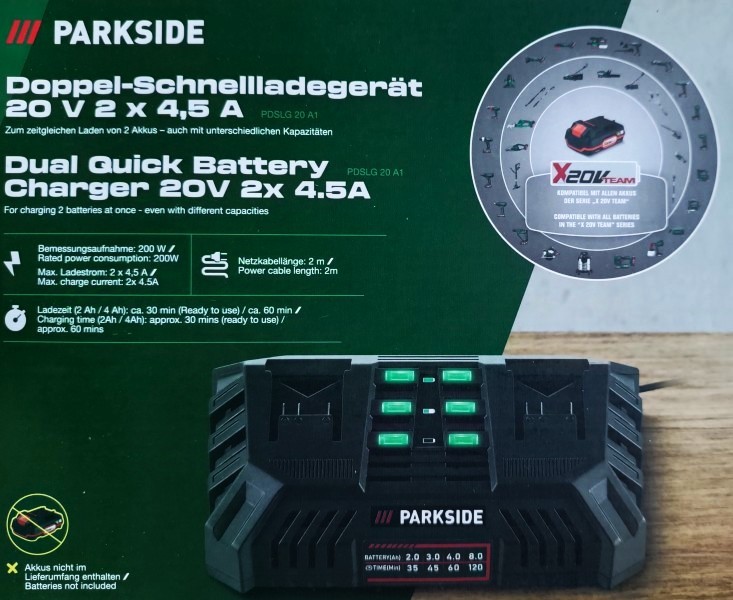 PARKSIDE
Doppel-Schnellladegerät
20 V 2 x 4,5 A PDSLG 20 A1
Zum zeitgleichen Laden von 2 Akkus – auch mit unterschiedlichen Kapazitäten
Dual Quick Battery
Charger 20V 2x 4.5A PDSLG 20 A1
For charging 2 batteries at once - even with different capacities
Bemessungsaufnahme: 200 W /
Rated power consumption: 200W
Max. Ladestrom: 2 x 4,5 A /
Max. charge current: 2x 4.5A
Netzkabellänge: 2 m /
Power cable length: 2m
Ladezeit (2 Ah / 4 Ah): ca. 30 min (Ready to use) / ca. 60 min /
Charging time (2Ah / 4Ah): approx. 30 mins (ready to use) /
approx. 60 mins
X20V TEAM
KOMPATIBEL MIT ALLEN AKKUS
DER SERIE „X 20V TEAM"
COMPATIBLE WITH ALL BATTERIES
IN THE "X 20V TEAM" SERIES
PARKSIDE
BATTERY(Ah) 2.0 3.0 4.0 8.0
TIME(Min) 35 45 60 120
Akkus nicht im
Lieferumfang enthalten /
Batteries not included